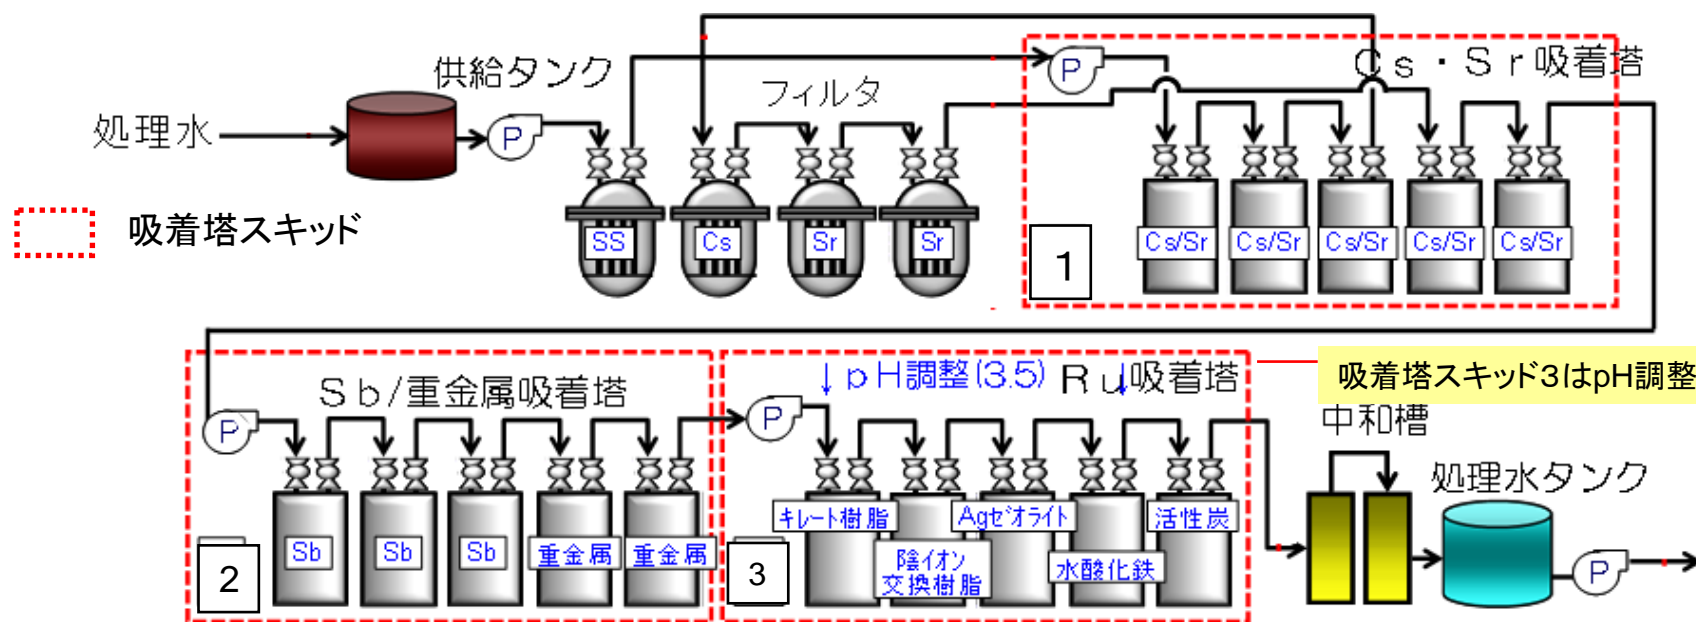 供給タンク
処理水
P
フィルタ
P
Cs・Sr吸着塔
吸着塔スキッド
SS
Cs
Sr
Sr
1
Cs/Sr
Cs/Sr
Cs/Sr
Cs/Sr
Cs/Sr
Sb/重金属吸着塔
P
Sb
Sb
Sb
重金属
重金属
2
↓pH調整(3.5)
Ru吸着塔
↓
P
キレート樹脂
陰イオン
交換樹脂
Agゼオライト
水酸化鉄
活性炭
3
吸着塔スキッド3はpH調整
中和槽
処理水タンク
P